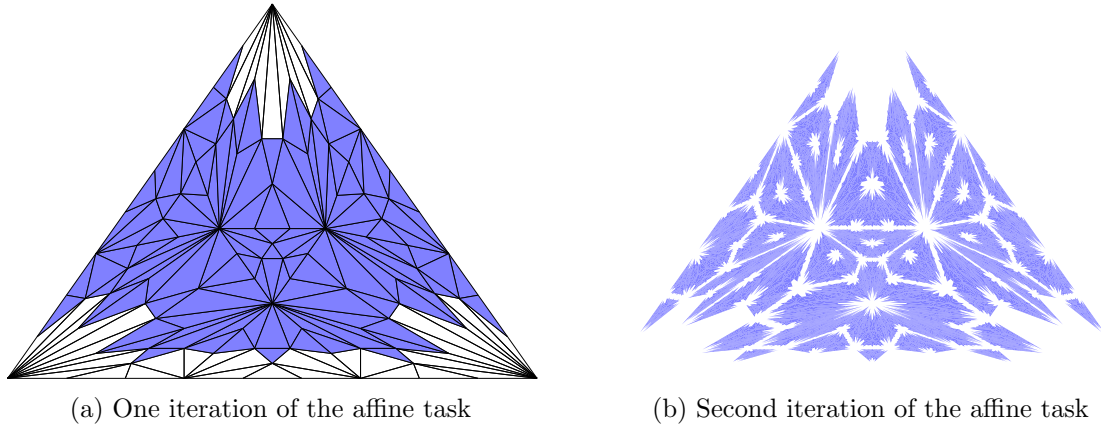 (a) One iteration of the affine task
(b) Second iteration of the affine task